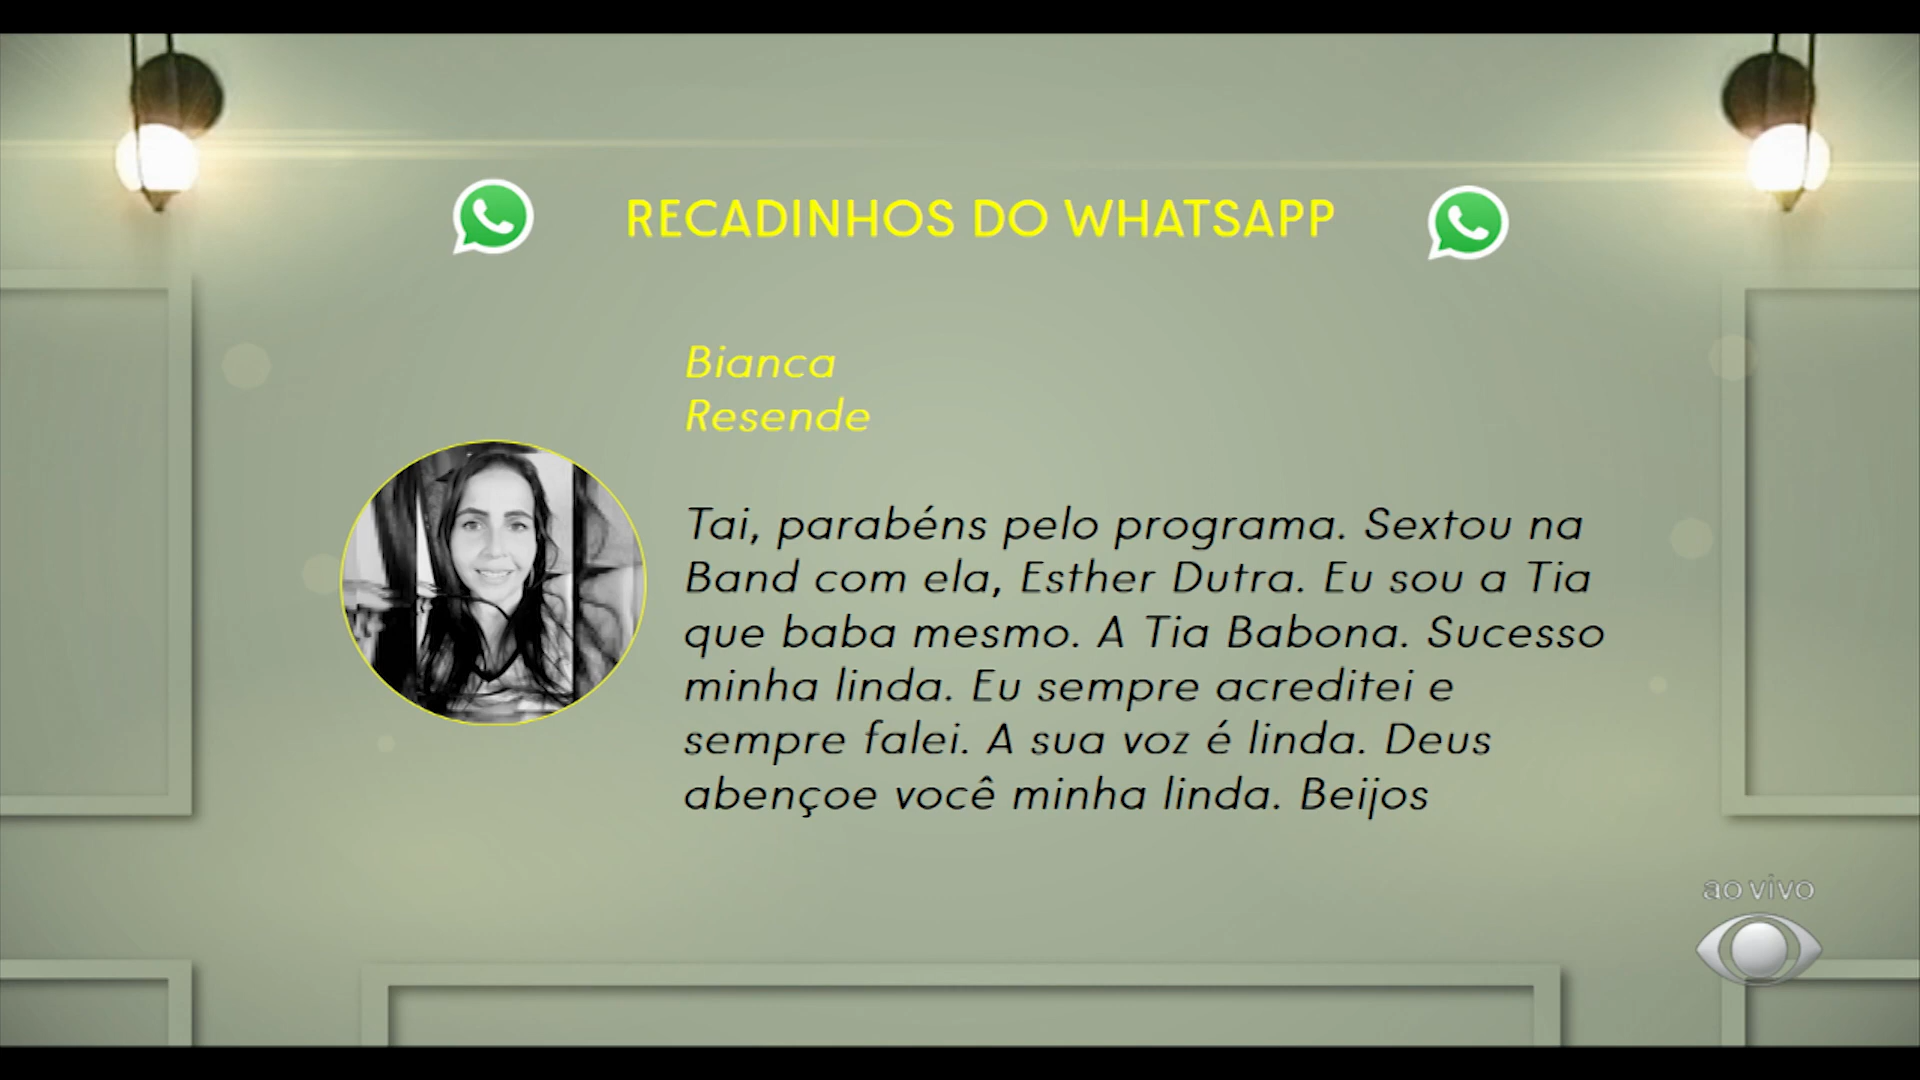 RECADINHOS DO WHATSAPP
Bianca
Resende
Tai, parabéns pelo programa. Sextou na
Band com ela, Esther Dutra. Eu sou a Tia
que baba mesmo. A Tia Babona. Sucesso
minha linda. Eu sempre acreditei e
sempre falei. A sua voz é linda. Deus
abençoe você minha linda. Beijos
ao vivo